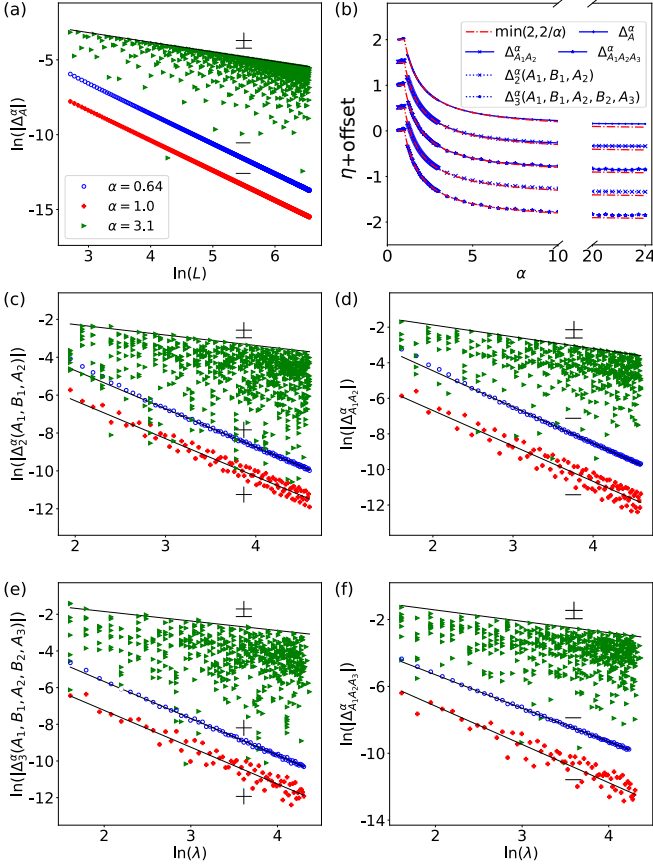 (a)
(b)
-5
-10
-15
ln(|Δ_A^α|)
α = 0.64
α = 1.0
α = 3.1
3 4 5 6
ln(L)
2
1
0
-1
-2
η+offset
min(2,2/α) Δ_A^α
Δ_{A_1A_2}^α Δ_{A_1A_2A_3}^α
Δ̃_2^α(A_1, B_1, A_2)
Δ̃_3^α(A_1, B_1, A_2, B_2, A_3)
0 5 10 20 24
α
(c)
(d)
-2
-4
-6
-8
-10
-12
ln(|Δ̃_2^α(A_1, B_1, A_2)|)
2 3 4
-2
-4
-6
-8
-10
-12
ln(|Δ_{A_1A_2}^α|)
2 3 4
(e)
(f)
-2
-4
-6
-8
-10
-12
ln(|Δ̃_3^α(A_1, B_1, A_2, B_2, A_3)|)
2 3 4
ln(λ)
-2
-6
-10
-14
ln(|Δ_{A_1A_2A_3}^α|)
2 3 4
ln(λ)